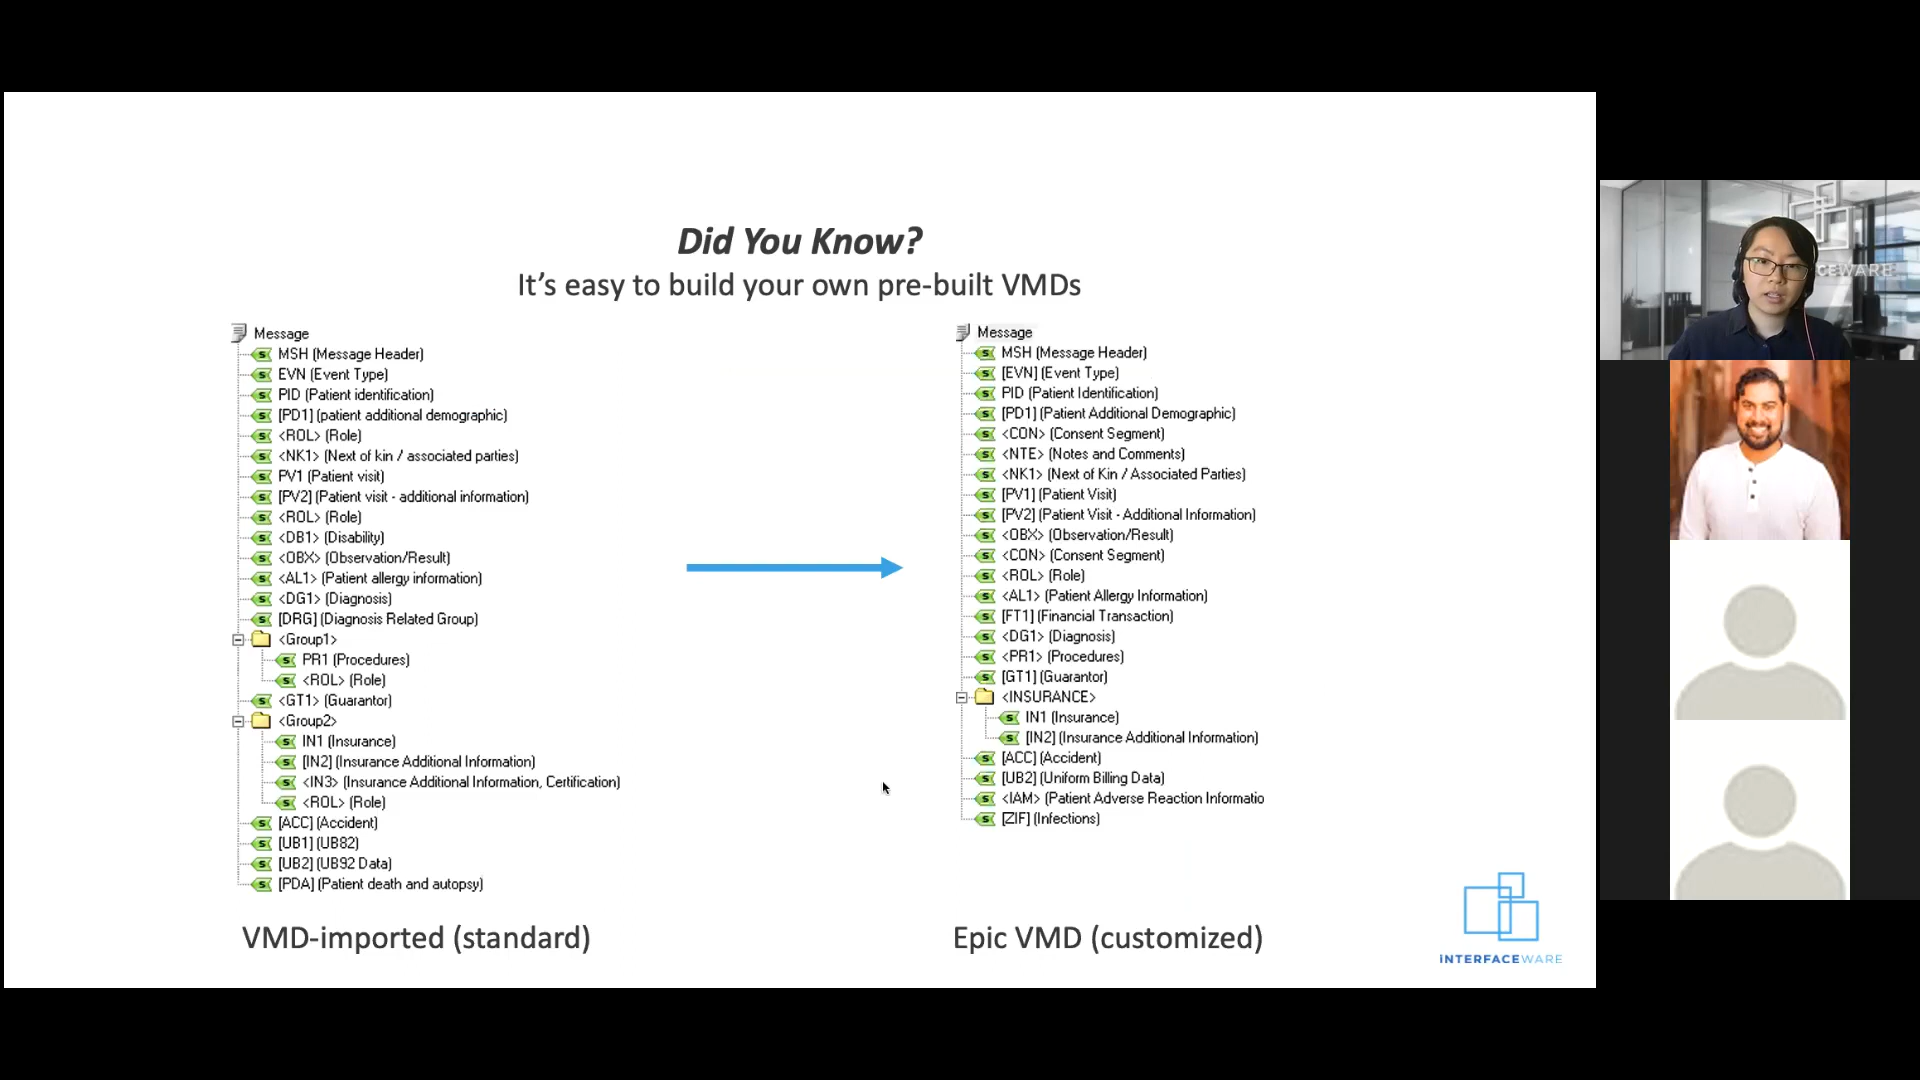 Did You Know?
It's easy to build your own pre-built VMDs
Message
MSH (Message Header)
EVN (Event Type)
PID (Patient identification)
[PD1] (patient additional demographic)
<ROL> (Role)
<NK1> (Next of kin / associated parties)
PV1 (Patient visit)
[PV2] (Patient visit - additional information)
<ROL> (Role)
<DB1> (Disability)
<OBX> (Observation/Result)
<AL1> (Patient allergy information)
<DG1> (Diagnosis)
[DRG] (Diagnosis Related Group)
<Group1>
PR1 (Procedures)
<ROL> (Role)
<GT1> (Guarantor)
<Group2>
IN1 (Insurance)
[IN2] (Insurance Additional Information)
<IN3> (Insurance Additional Information, Certification)
<ROL> (Role)
[ACC] (Accident)
[UB1] (UB82)
[UB2] (UB92 Data)
[PDA] (Patient death and autopsy)
VMD-imported (standard)
Message
MSH (Message Header)
[EVN] (Event Type)
PID (Patient Identification)
[PD1] (Patient Additional Demographic)
<CON> (Consent Segment)
<NTE> (Notes and Comments)
<NK1> (Next of Kin / Associated Parties)
[PV1] (Patient Visit)
[PV2] (Patient Visit - Additional Information)
<OBX> (Observation/Result)
<CON> (Consent Segment)
<ROL> (Role)
<AL1> (Patient Allergy Information)
[FT1] (Financial Transaction)
<DG1> (Diagnosis)
<PR1> (Procedures)
[GT1] (Guarantor)
<INSURANCE>
IN1 (Insurance)
[IN2] (Insurance Additional Information)
[ACC] (Accident)
[UB2] (Uniform Billing Data)
<IAM> (Patient Adverse Reaction Informatio
[ZIF] (Infections)
Epic VMD (customized)
iNTERFACEWARE
CEWARE